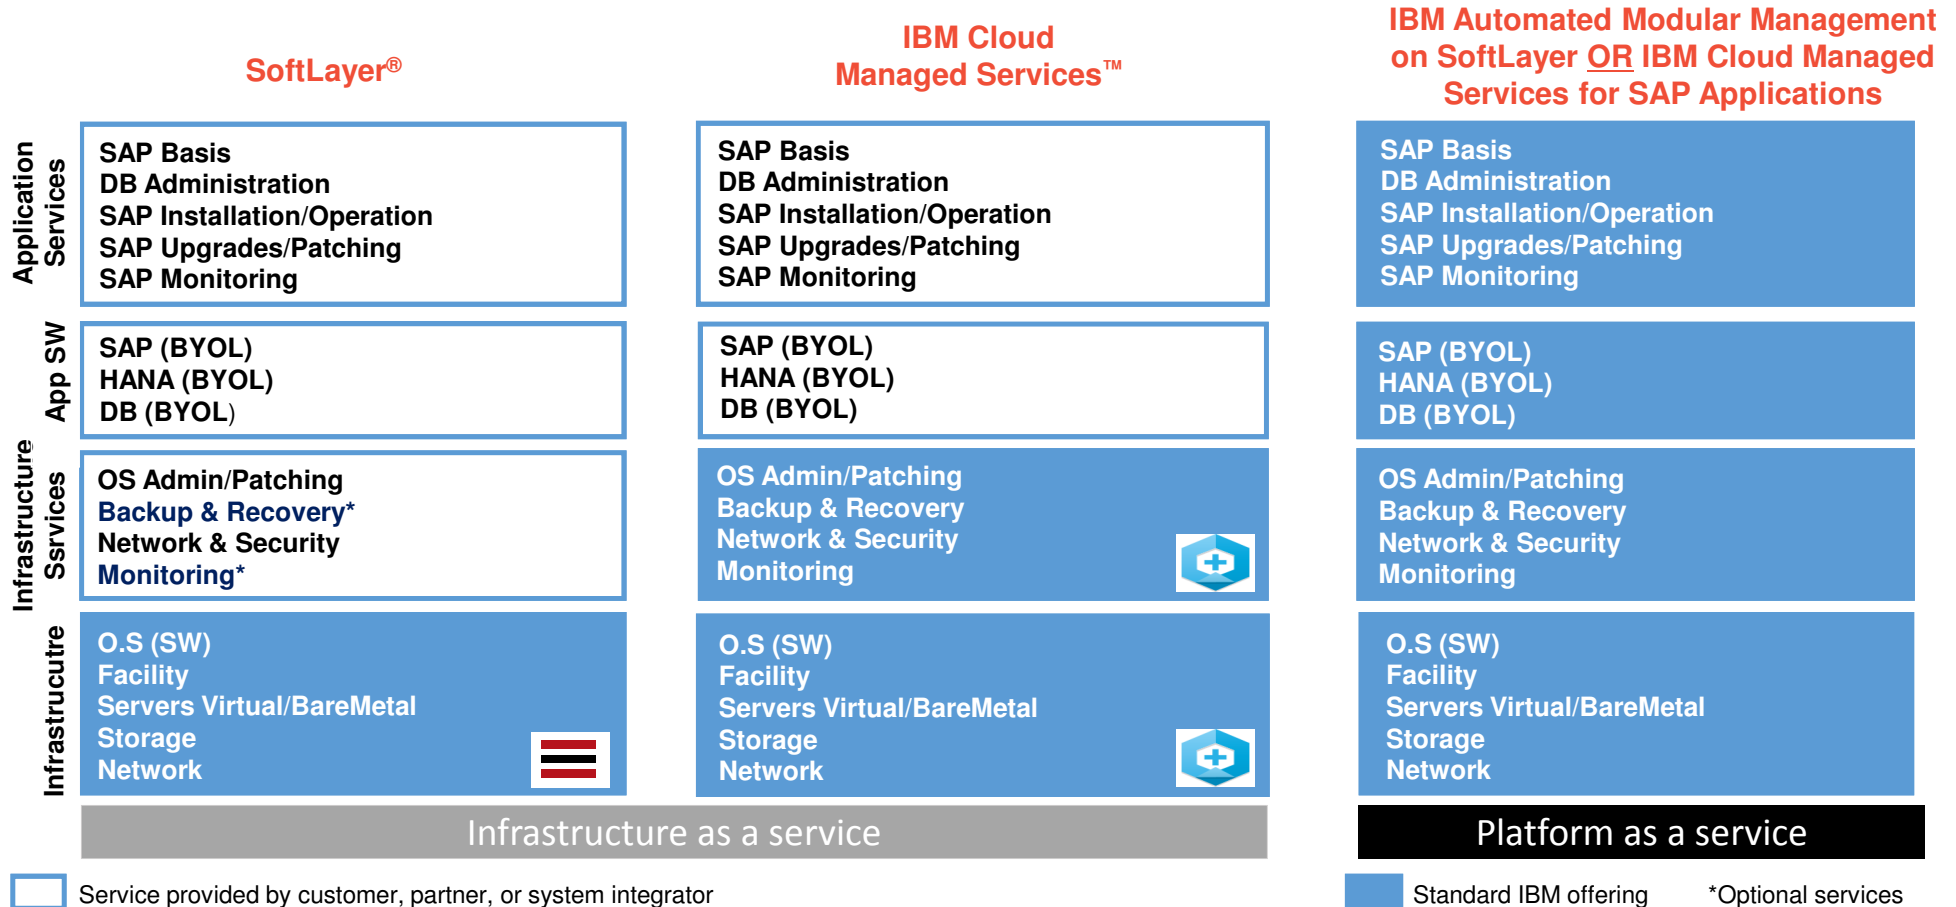 SoftLayer®
IBM Cloud
Managed Services™
IBM Automated Modular Management
on SoftLayer OR IBM Cloud Managed
Services for SAP Applications
Application
Services
SAP Basis
DB Administration
SAP Installation/Operation
SAP Upgrades/Patching
SAP Monitoring
SAP Basis
DB Administration
SAP Installation/Operation
SAP Upgrades/Patching
SAP Monitoring
SAP Basis
DB Administration
SAP Installation/Operation
SAP Upgrades/Patching
SAP Monitoring
App SW
SAP (BYOL)
HANA (BYOL)
DB (BYOL)
SAP (BYOL)
HANA (BYOL)
DB (BYOL)
SAP (BYOL)
HANA (BYOL)
DB (BYOL)
Infrastructure
Ssrvices
OS Admin/Patching
Backup & Recovery*
Network & Security
Monitoring*
OS Admin/Patching
Backup & Recovery
Network & Security
Monitoring
OS Admin/Patching
Backup & Recovery
Network & Security
Monitoring
Infrastrucutre
O.S (SW)
Facility
Servers Virtual/BareMetal
Storage
Network
O.S (SW)
Facility
Servers Virtual/BareMetal
Storage
Network
O.S (SW)
Facility
Servers Virtual/BareMetal
Storage
Network
Infrastructure as a service
Platform as a service
Service provided by customer, partner, or system integrator
Standard IBM offering
*Optional services